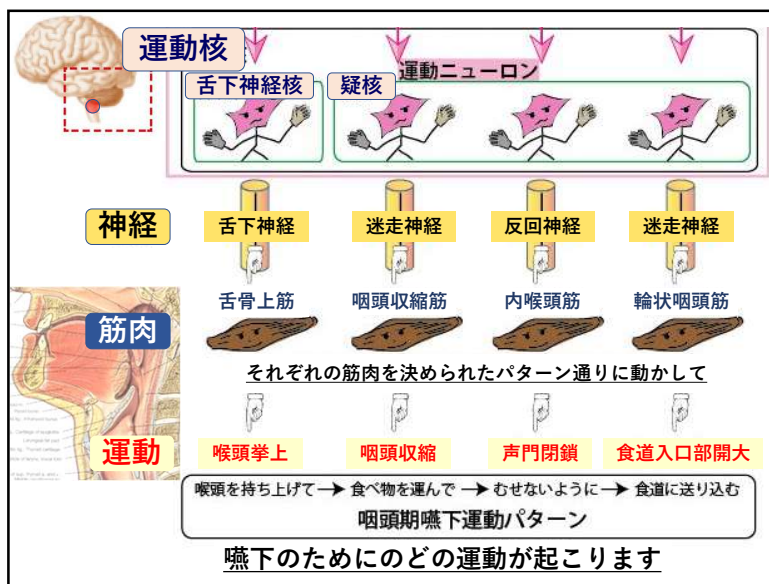 運動核
運動ニューロン
舌下神経核
疑核
神経
舌下神経
迷走神経
反回神経
迷走神経
筋肉
舌骨上筋
咽頭収縮筋
内喉頭筋
輪状咽頭筋
それぞれの筋肉を決められたパターン通りに動かして
運動
喉頭挙上
咽頭収縮
声門閉鎖
食道入口部開大
喉頭を持ち上げて→食べ物を運んで→むせないように→食道に送り込む
咽頭期嚥下運動パターン
嚥下のためにのどの運動が起こります